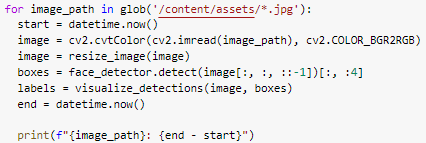 for image_path in glob('/content/assets/*.jpg'):
    start = datetime.now()
    image = cv2.cvtColor(cv2.imread(image_path), cv2.COLOR_BGR2RGB)
    image = resize_image(image)
    boxes = face_detector.detect(image[:, :, ::-1])[:, :4]
    labels = visualize_detections(image, boxes)
    end = datetime.now()

    print(f"{image_path}: {end - start}")